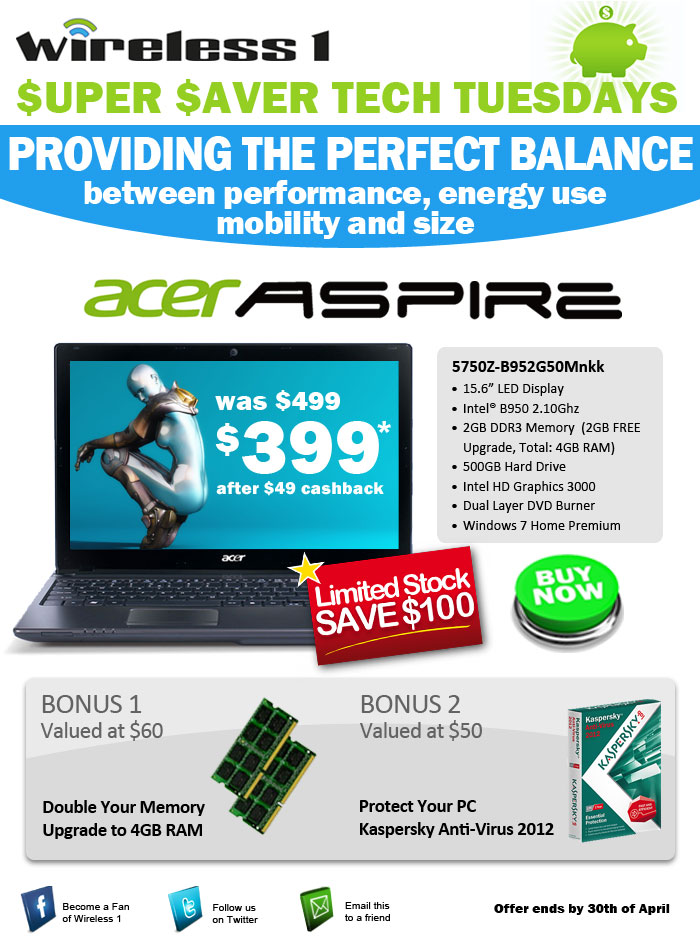 wireless 1
$UPER $AVER TECH TUESDAYS
PROVIDING THE PERFECT BALANCE
between performance, energy use
mobility and size
acer ASPIRE
was $499
$399*
after $49 cashback
acer
5750Z-B952G50Mnkk
• 15.6” LED Display
• Intel® B950 2.10Ghz
• 2GB DDR3 Memory (2GB FREE
Upgrade, Total: 4GB RAM)
• 500GB Hard Drive
• Intel HD Graphics 3000
• Dual Layer DVD Burner
• Windows 7 Home Premium
Limited Stock
SAVE $100
BUY
NOW
BONUS 1
Valued at $60
Double Your Memory
Upgrade to 4GB RAM
BONUS 2
Valued at $50
Protect Your PC
Kaspersky Anti-Virus 2012
Kaspersky
KASPERSKY
Essential
Protection
Become a Fan
of Wireless 1
Follow us
on Twitter
Email this
to a friend
Offer ends by 30th of April